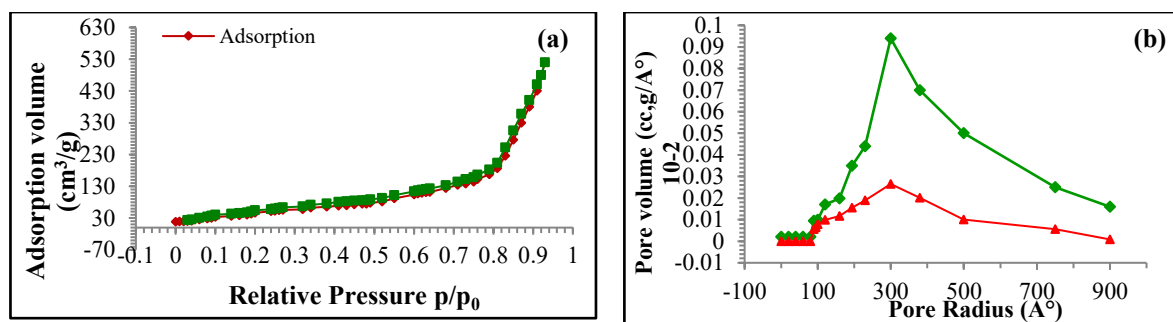 630
530
430
330
230
130
30
-70
Adsorption volume
(cm³/g)
Adsorption
(a)
-0.1 0 0.1 0.2 0.3 0.4 0.5 0.6 0.7 0.8 0.9 1
Relative Pressure p/p₀
0.1
0.09
0.08
0.07
0.06
0.05
0.04
0.03
0.02
0.01
0
-0.01
Pore volume (cc,g/A°)
10-2
(b)
-100 100 300 500 700 900
Pore Radius (A°)